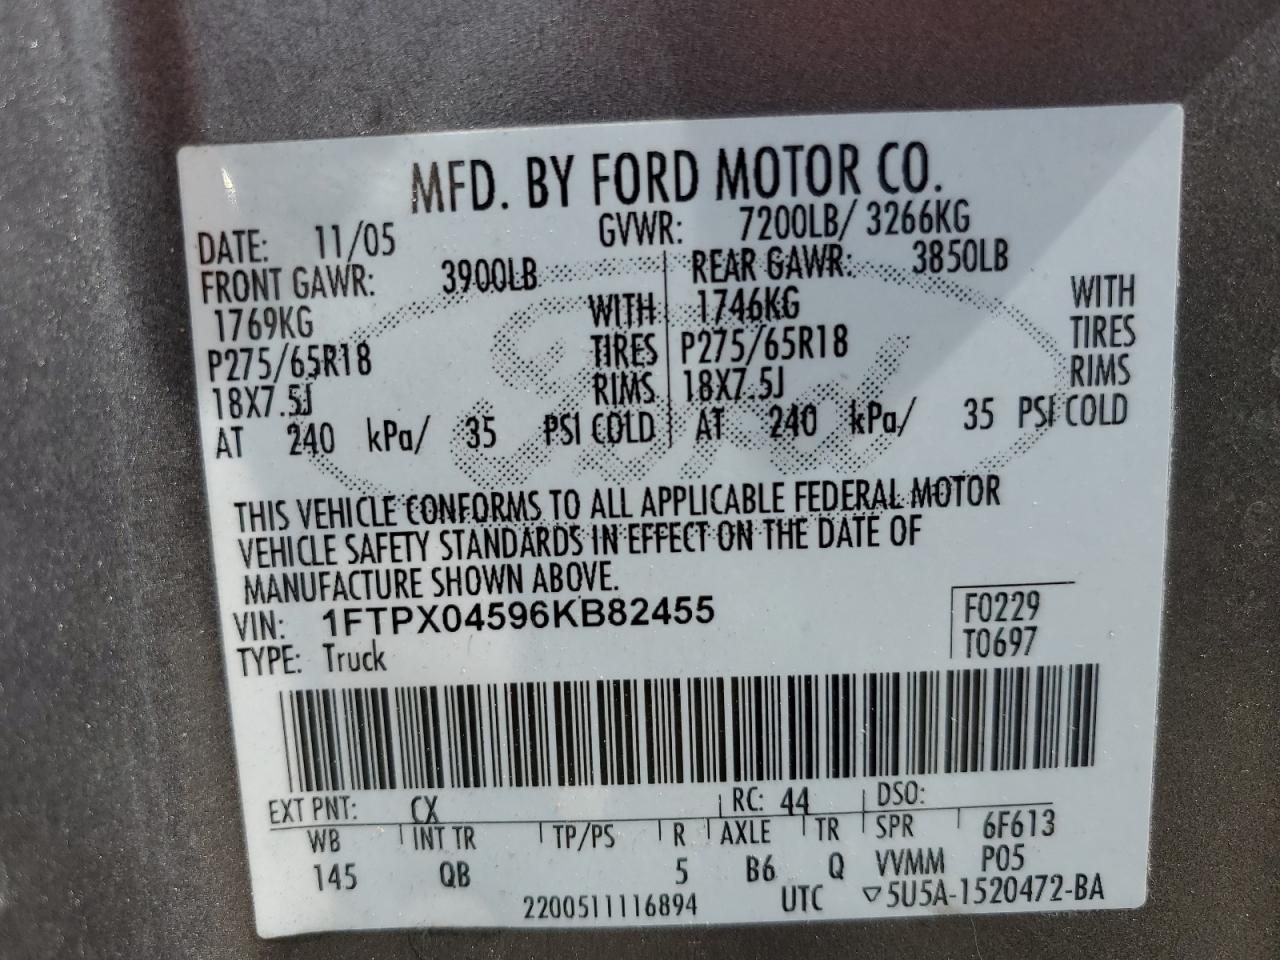 MFD. BY FORD MOTOR CO.
DATE: 11/05 GVWR: 7200LB/ 3266KG
FRONT GAWR: 3900LB REAR GAWR: 3850LB
1769KG WITH 1746KG WITH
P275/65R18 TIRES P275/65R18 TIRES
18X7.5J RIMS 18X7.5J RIMS
AT 240 kPa/ 35 PSI COLD AT 240 kPa/ 35 PSI COLD
Ford
THIS VEHICLE CONFORMS TO ALL APPLICABLE FEDERAL MOTOR
VEHICLE SAFETY STANDARDS IN EFFECT ON THE DATE OF
MANUFACTURE SHOWN ABOVE.
VIN: 1FTPX04596KB82455 F0229
TYPE: Truck T0697
EXT PNT: CX RC: 44 DSO:
WB INT TR TP/PS R AXLE TR SPR 6F613
145 QB 5 B6 Q VVMM P05
2200511116894 UTC ▽5U5A-1520472-BA